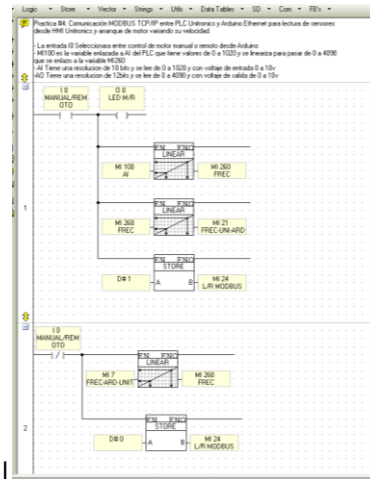 Logic Store Vector Strings Utils Data Tables SD Com FB's
Practica #4: Comunicación MODBUS TCP/IP entre PLC Unitronics y Arduino Ethernet para lectura de sensores
desde HMI Unitronics y arranque de motor variando su velocidad.
- La entrada I0 Seleccionara entre control de motor manual o remoto desde Arduino
- MI100 es la variable enlazada a AI del PLC que tiene valores de 0 a 1020 y se linealiza para pasar de 0 a 4098
que se enlazo a la variable MI260
- AI Tiene una resolucion de 10 bits y se lee de 0 a 1020 y con voltaje de entrada 0 a 10v
-AO Tiene una resolucion de 12bits y se lee de 0 a 4098 y con voltaje de salida de 0 a 10v
I 0
MANUAL/REM
OTO
O 0
LED M/R
EN ENO
LINEAR
MI 100
AI
MI 260
FREC
EN ENO
LINEAR
MI 260
FREC
MI 21
FREC-UNI-ARD
1
EN ENO
STORE
D# 1
A B
MI 24
L/R MODBUS
I 0
MANUAL/REM
OTO
EN ENO
LINEAR
MI 7
FREC-ARD-UNIT
MI 260
FREC
2
EN ENO
STORE
D# 0
A B
MI 24
L/R MODBUS